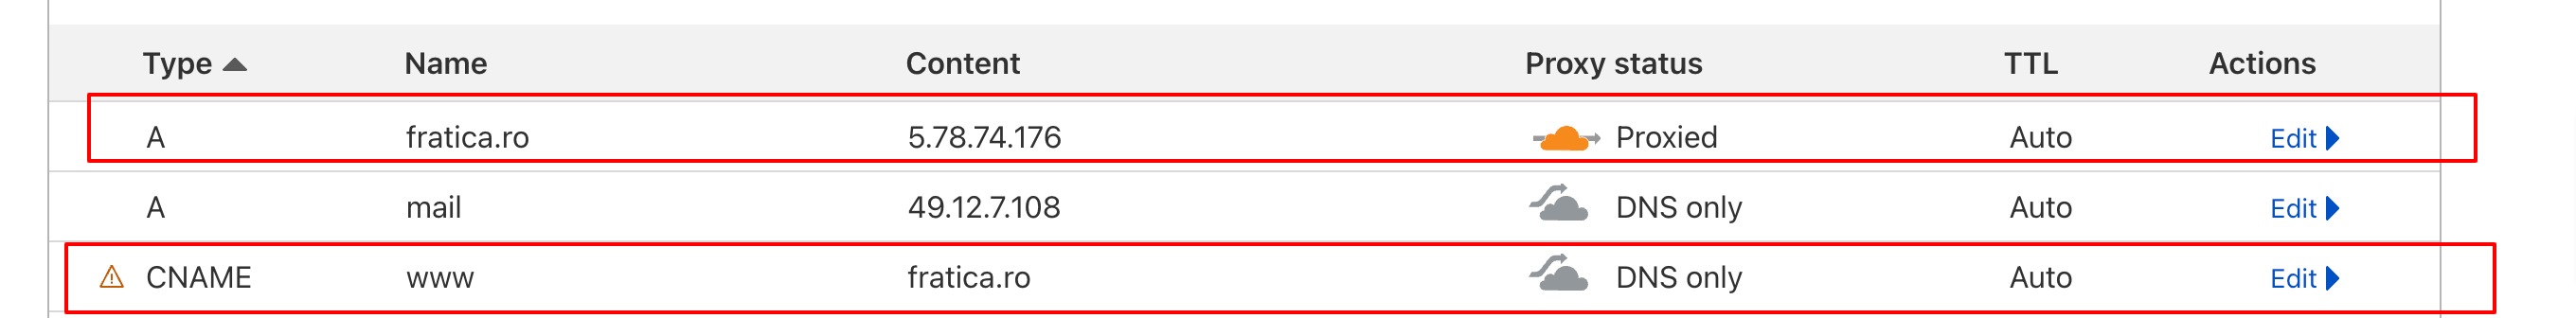 Type Name Content Proxy status TTL Actions
A fratica.ro 5.78.74.176 Proxied Auto Edit
A mail 49.12.7.108 DNS only Auto Edit
CNAME www fratica.ro DNS only Auto Edit